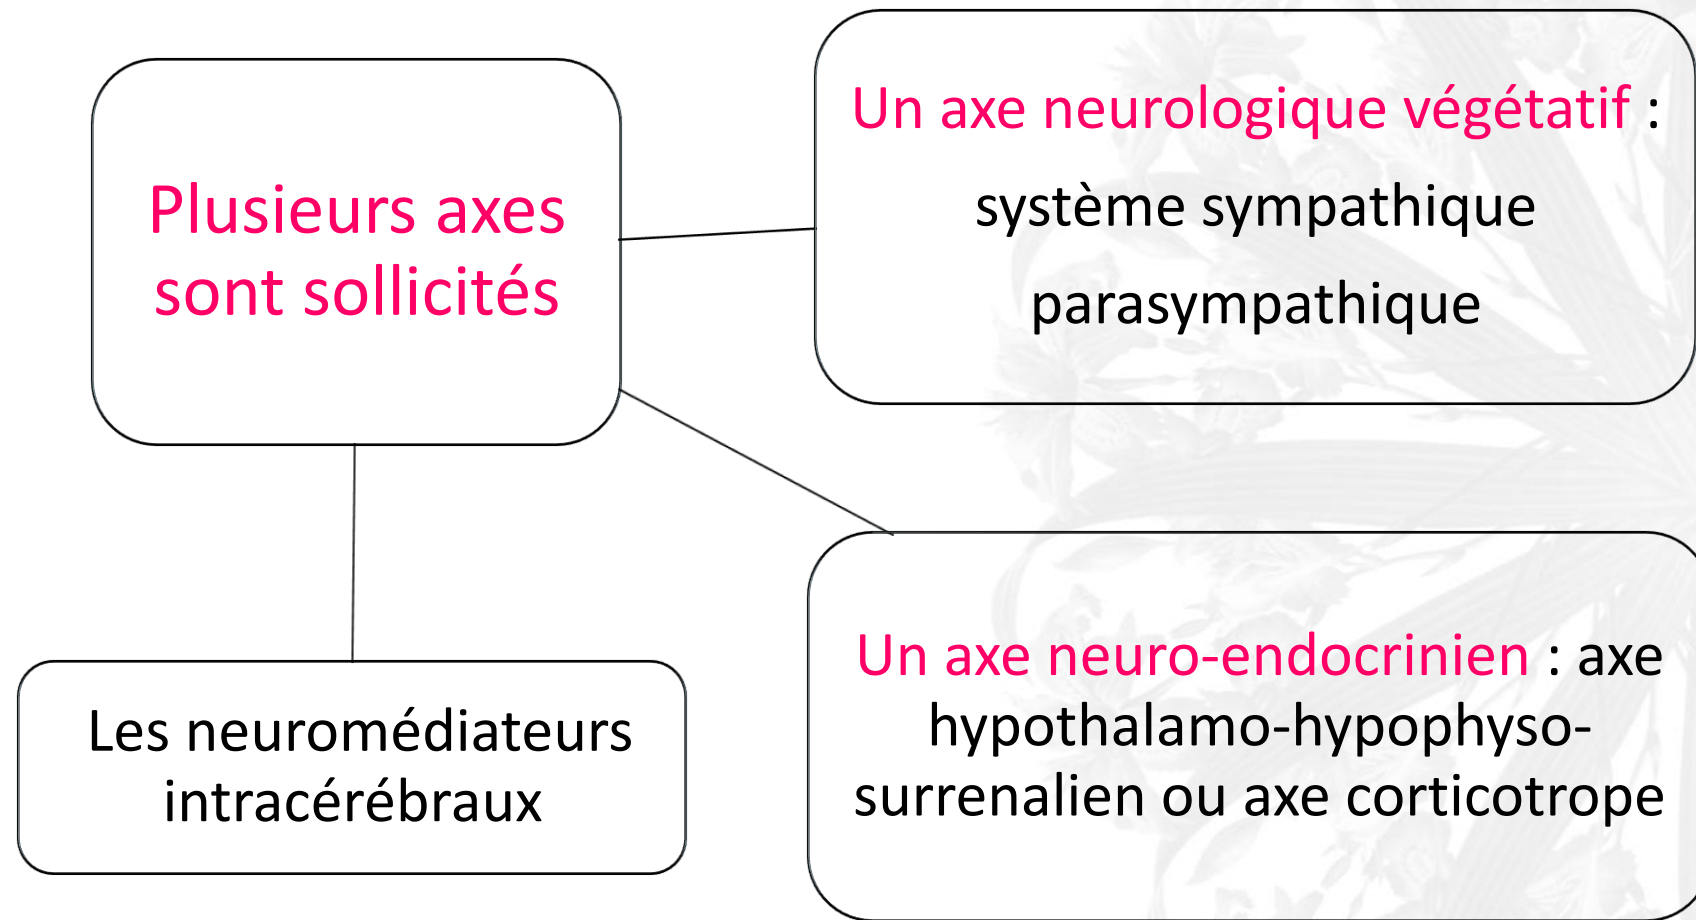 Plusieurs axes
sont sollicités
Un axe neurologique végétatif :
système sympathique
parasympathique
Les neuromédiateurs
intracérébraux
Un axe neuro-endocrinien : axe
hypothalamo-hypophyso-
surrenalien ou axe corticotrope